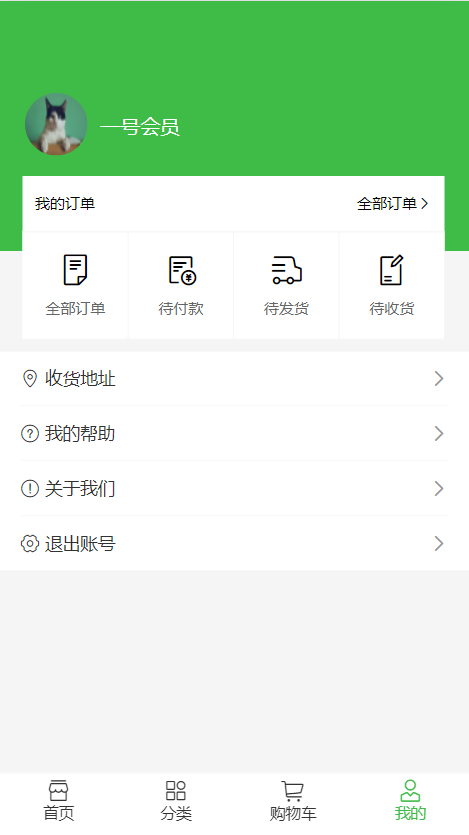 一号会员
我的订单 全部订单
全部订单 待付款 待发货 待收货
收货地址
我的帮助
关于我们
退出账号
首页 分类 购物车 我的